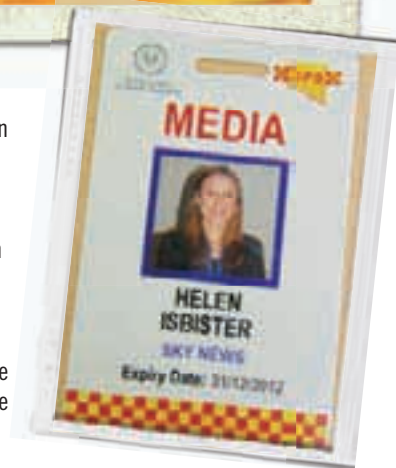 n
MEDIA
HELEN
ISBISTER
SKY NEWS
Expiry Date: 31/12/2012
e
e